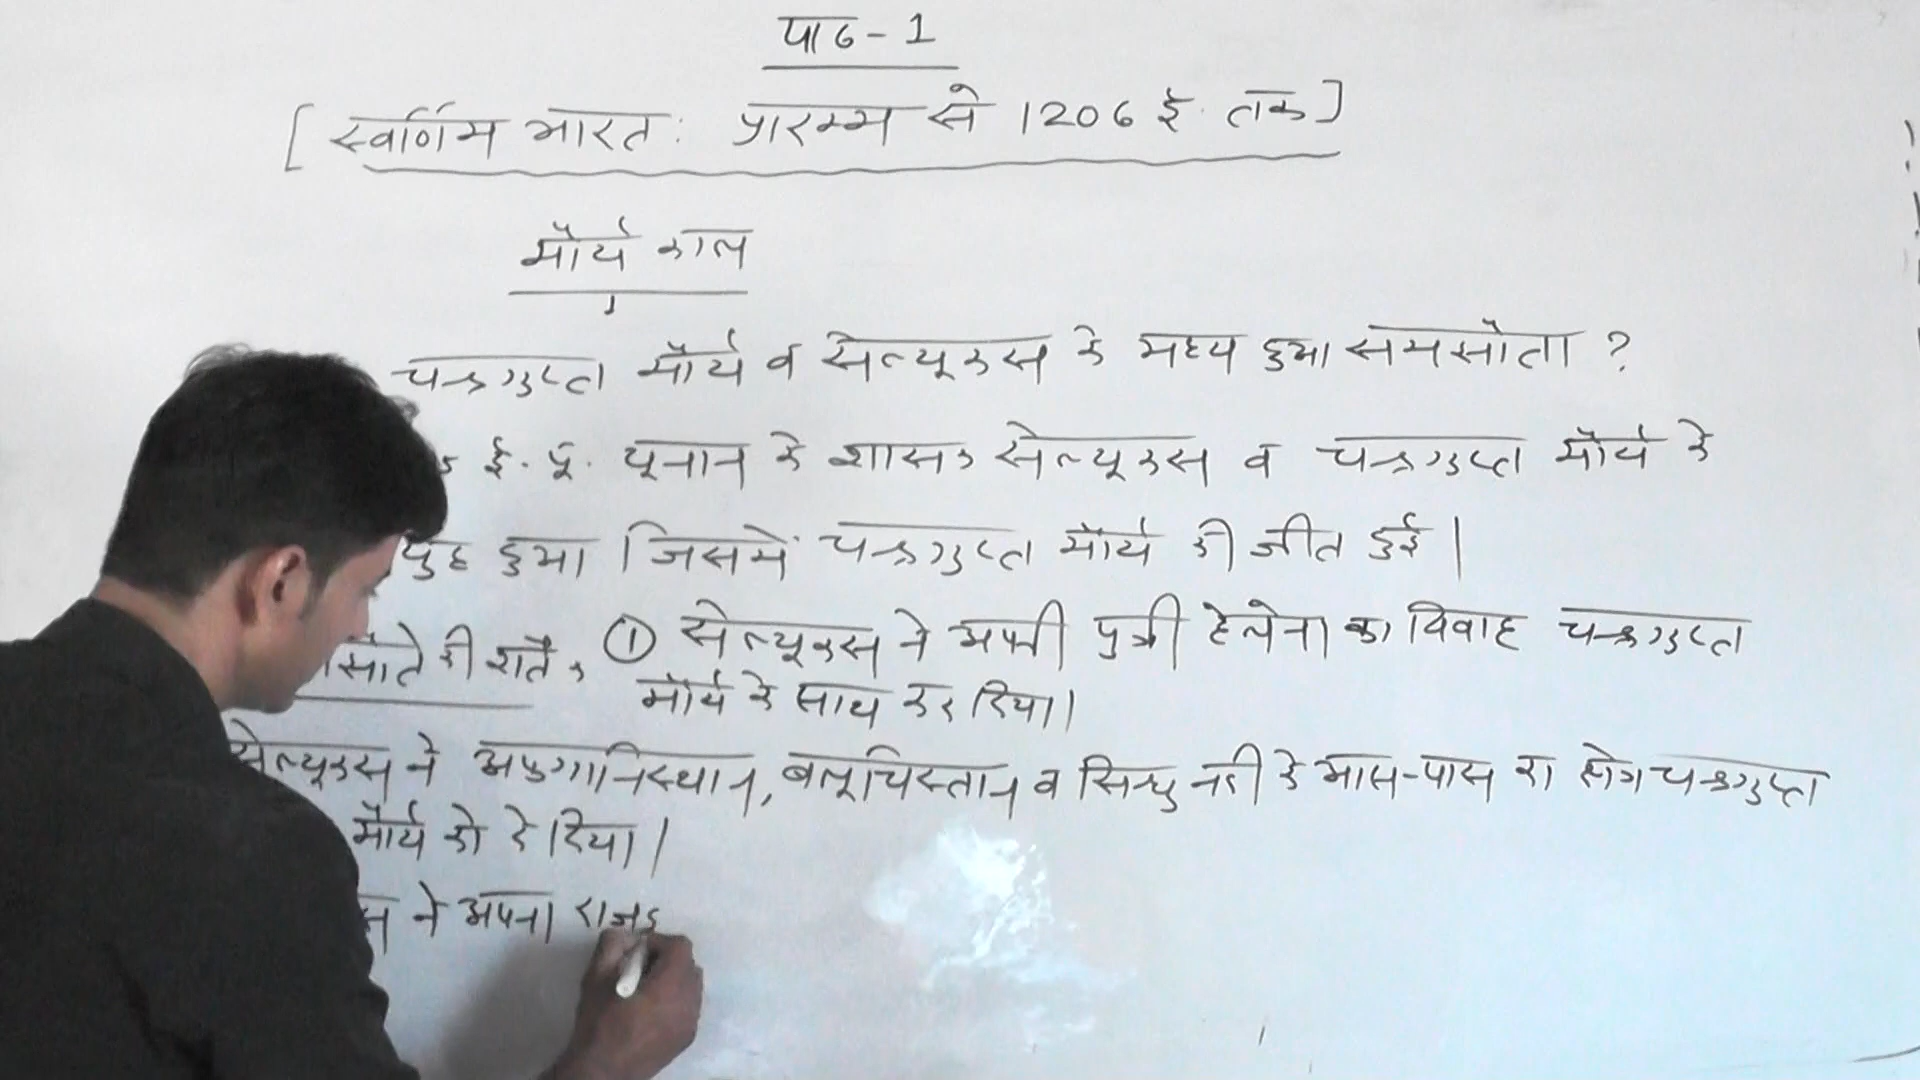 पाठ-1
[स्वर्णिम भारत: प्रारम्भ से 1206 ई. तक]
मौर्य काल
चन्द्रगुप्त मौर्य व सेल्यूकस के मध्य हुआ समझौता ?
ई. पू. यूनान के शासक सेल्यूकस व चन्द्रगुप्त मौर्य के
युद्ध हुआ जिसमें चन्द्रगुप्त मौर्य की जीत हुई।
की शर्तें ① सेल्यूकस ने अपनी पुत्री हेलेना का विवाह चन्द्रगुप्त
मौर्य के साथ कर दिया।
सेल्यूकस ने अफगानिस्थान, बलूचिस्तान व सिन्धु नदी के आस-पास का क्षेत्र चन्द्रगुप्त
मौर्य को दे दिया।
ने अपना